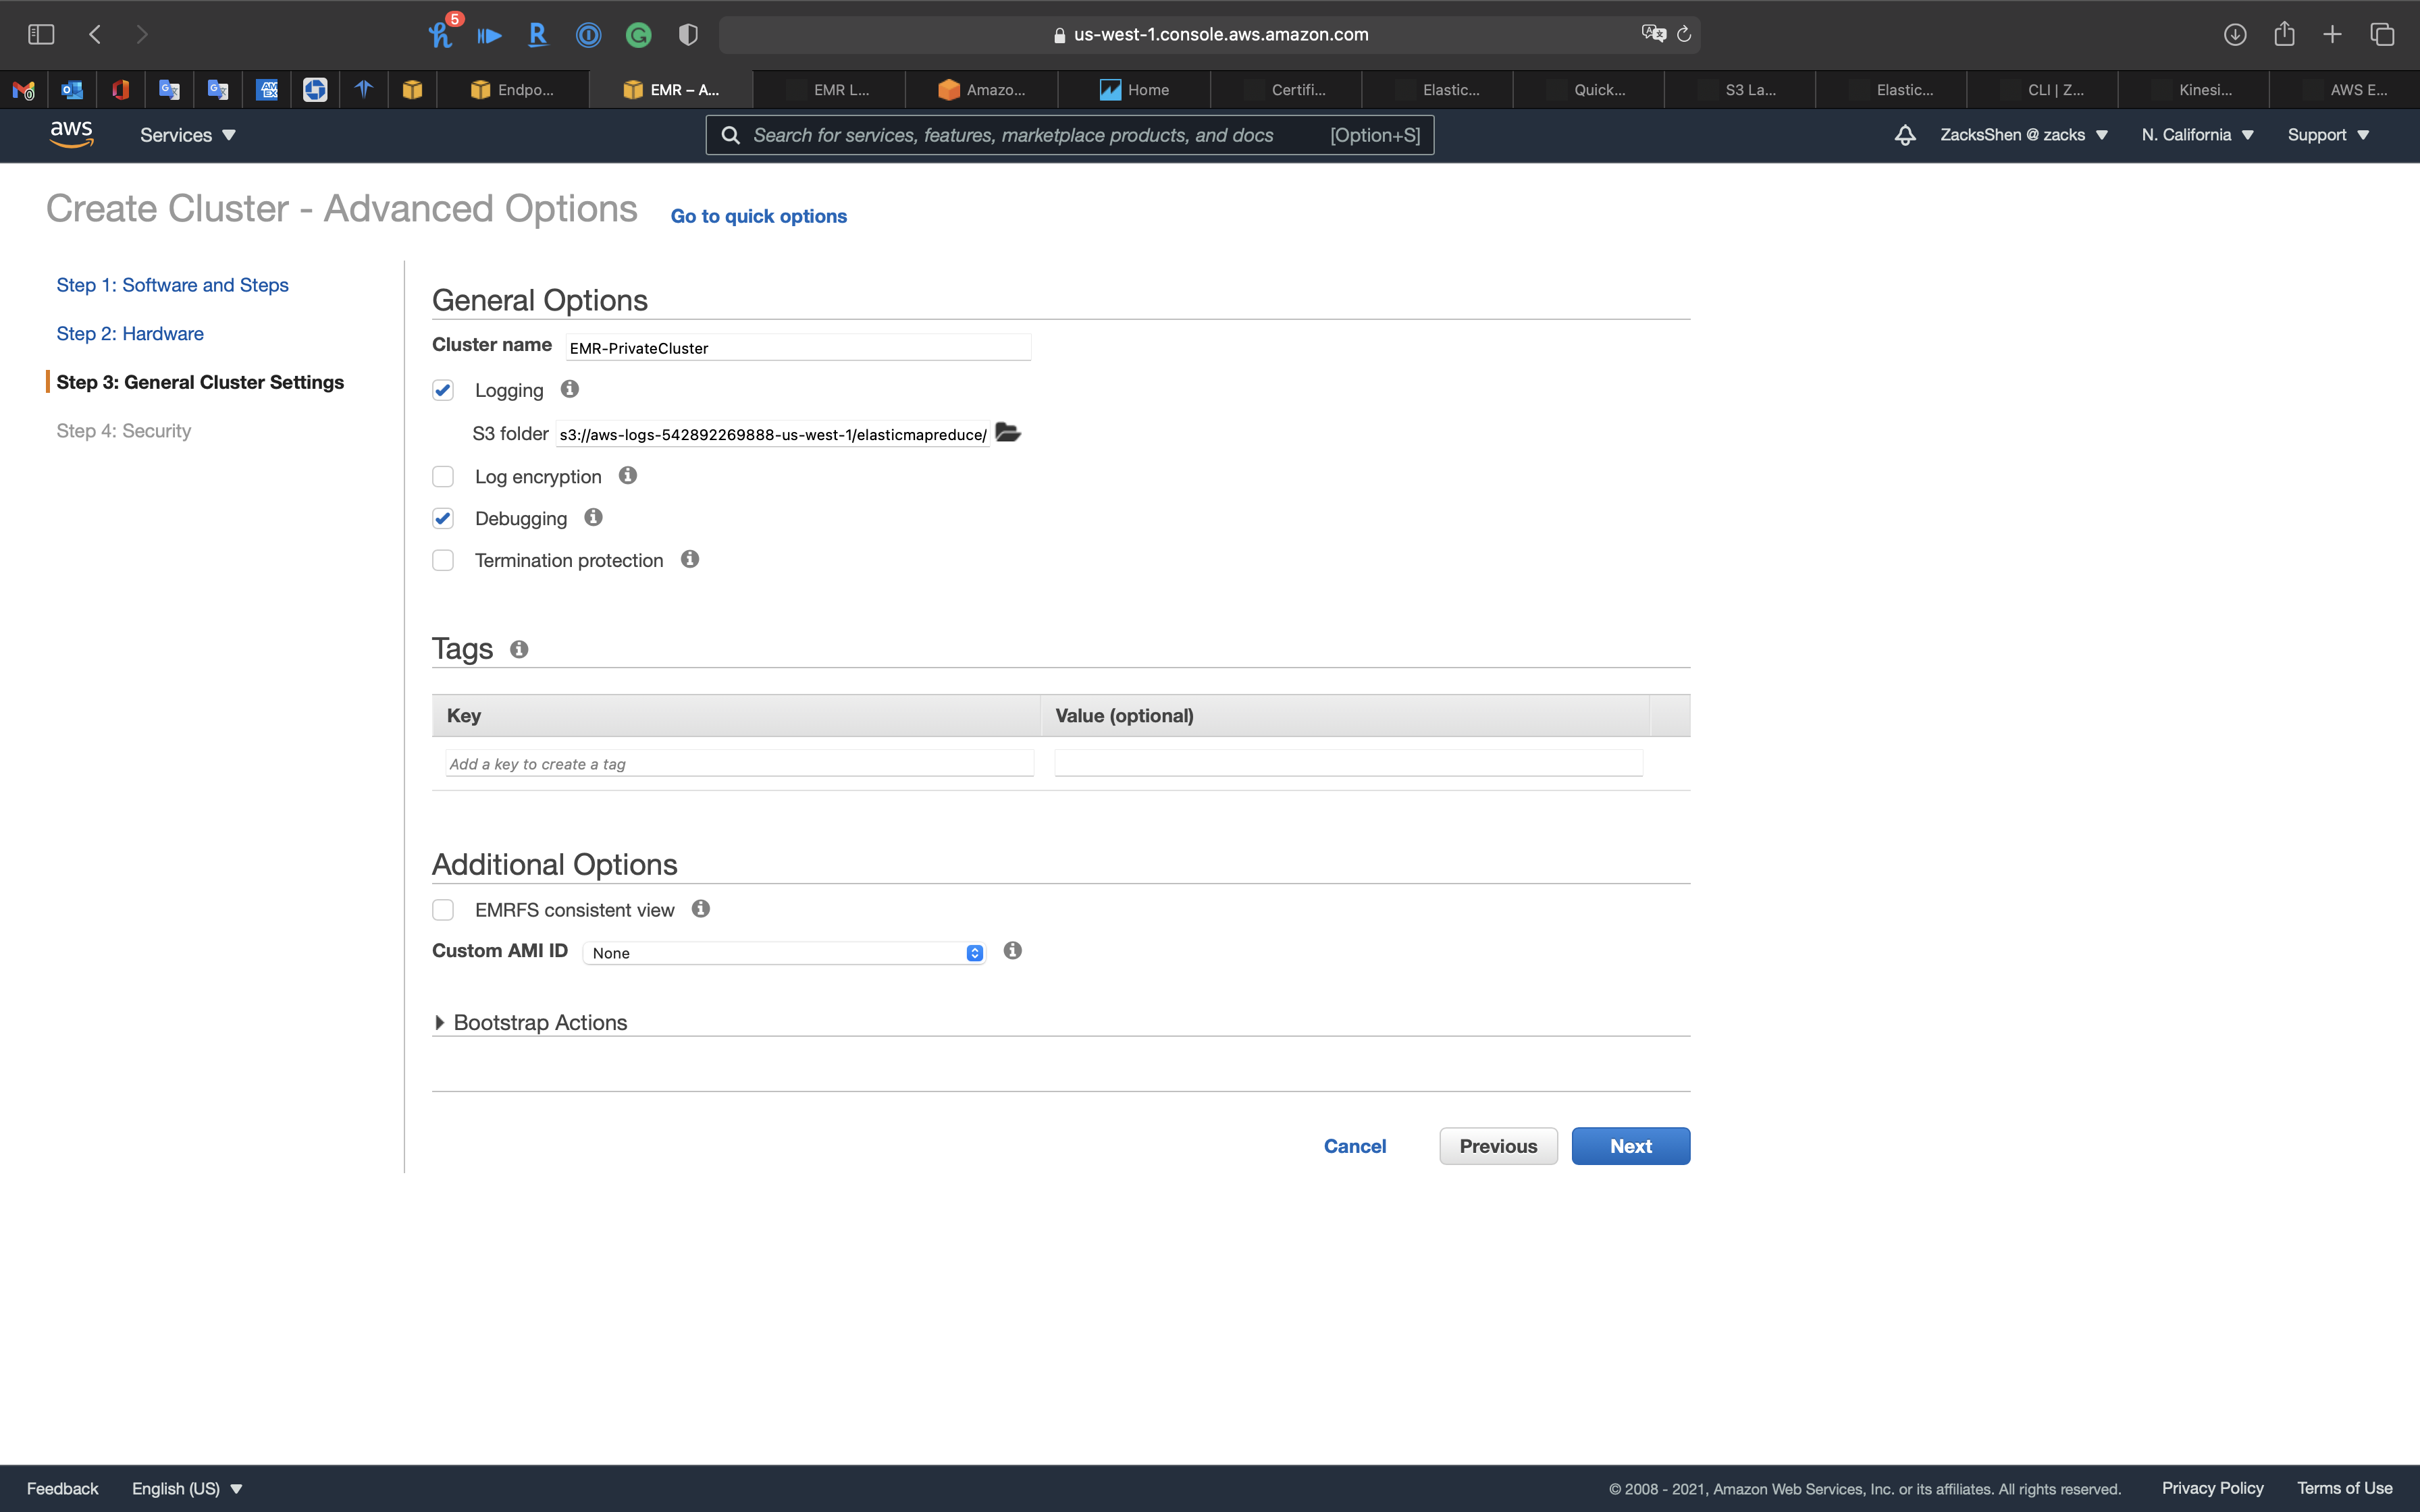 5
us-west-1.console.aws.amazon.com
Endpo...
EMR – A...
EMR L...
Amazo...
Home
Certifi...
Elastic...
Quick...
S3 La...
Elastic...
CLI | Z...
Kinesi...
AWS E...
aws
Services
Search for services, features, marketplace products, and docs [Option+S]
ZacksShen @ zacks
N. California
Support
Create Cluster - Advanced Options
Go to quick options
Step 1: Software and Steps
Step 2: Hardware
Step 3: General Cluster Settings
Step 4: Security
General Options
Cluster name EMR-PrivateCluster
Logging
S3 folder s3://aws-logs-542892269888-us-west-1/elasticmapreduce/
Log encryption
Debugging
Termination protection
Tags
Key Value (optional)
Add a key to create a tag
Additional Options
EMRFS consistent view
Custom AMI ID None
Bootstrap Actions
Cancel Previous Next
Feedback English (US) © 2008 - 2021, Amazon Web Services, Inc. or its affiliates. All rights reserved. Privacy Policy Terms of Use